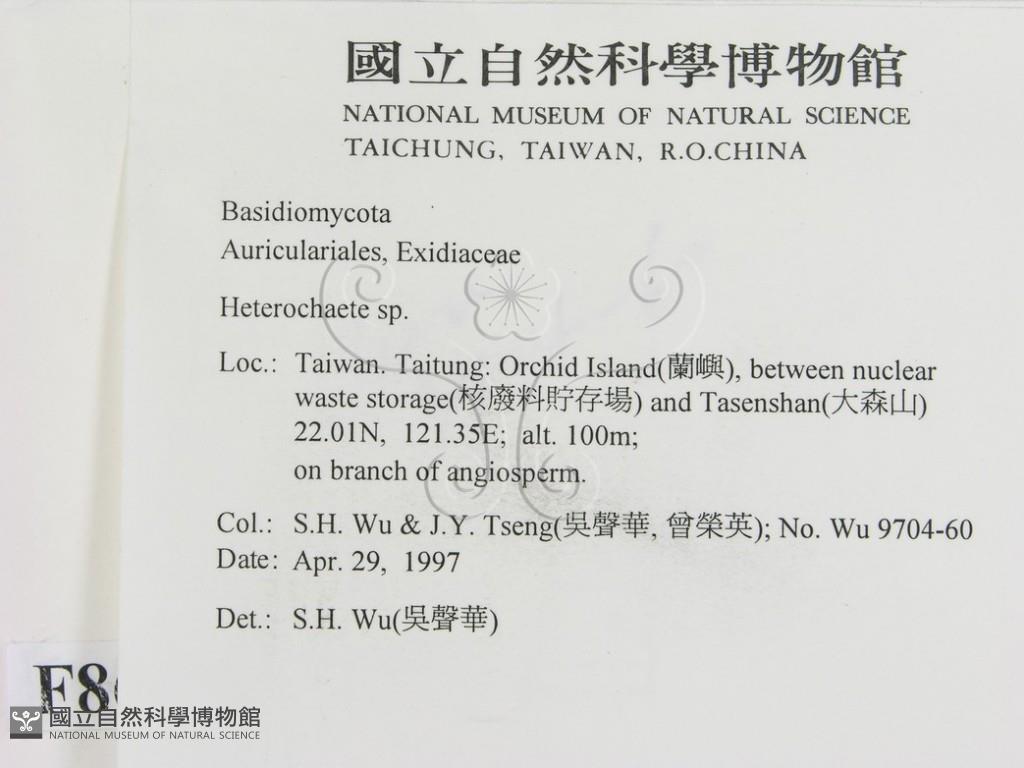 國立自然科學博物館
NATIONAL MUSEUM OF NATURAL SCIENCE
TAICHUNG, TAIWAN, R.O.CHINA
Basidiomycota
Auriculariales, Exidiaceae
Heterochaete sp.
Loc.: Taiwan. Taitung: Orchid Island(蘭嶼), between nuclear
waste storage(核廢料貯存場) and Tasenshan(大森山)
22.01N, 121.35E; alt. 100m;
on branch of angiosperm.
Col.: S.H. Wu & J.Y. Tseng(吳聲華, 曾榮英); No. Wu 9704-60
Date: Apr. 29, 1997
Det.: S.H. Wu(吳聲華)
國立自然科學博物館
NATIONAL MUSEUM OF NATURAL SCIENCE